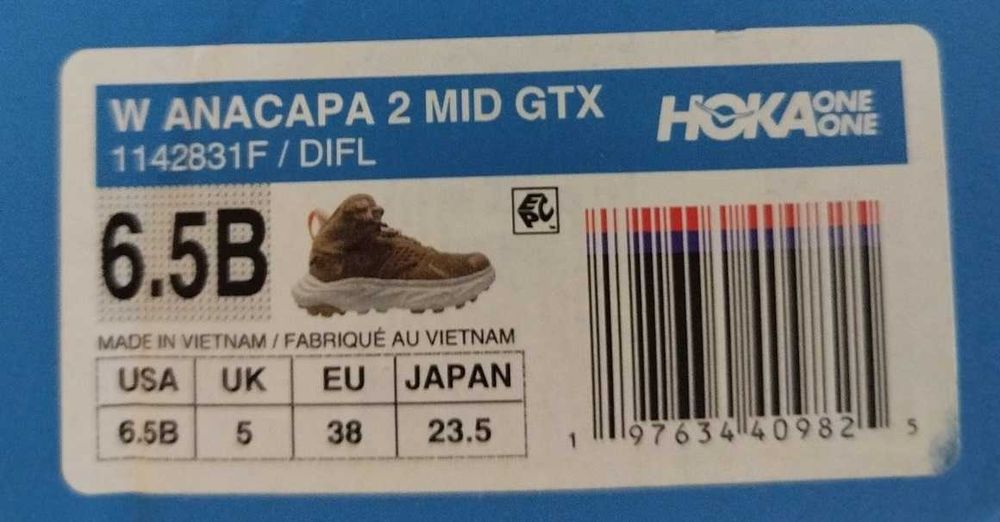 W ANACAPA 2 MID GTX
1142831F / DIFL
HOKA ONE ONE
6.5B
EPC
MADE IN VIETNAM / FABRIQUÉ AU VIETNAM
USA UK EU JAPAN
6.5B 5 38 23.5
1 97634 40982 5